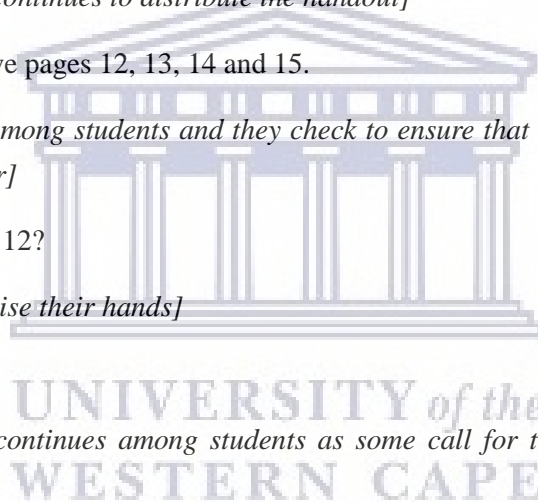 continues to distribute the handout]
ve pages 12, 13, 14 and 15.
among students and they check to ensure that
r]
12?
ise their hands]
UNIVERSITY of the
continues among students as some call for t
WESTERN CAPE